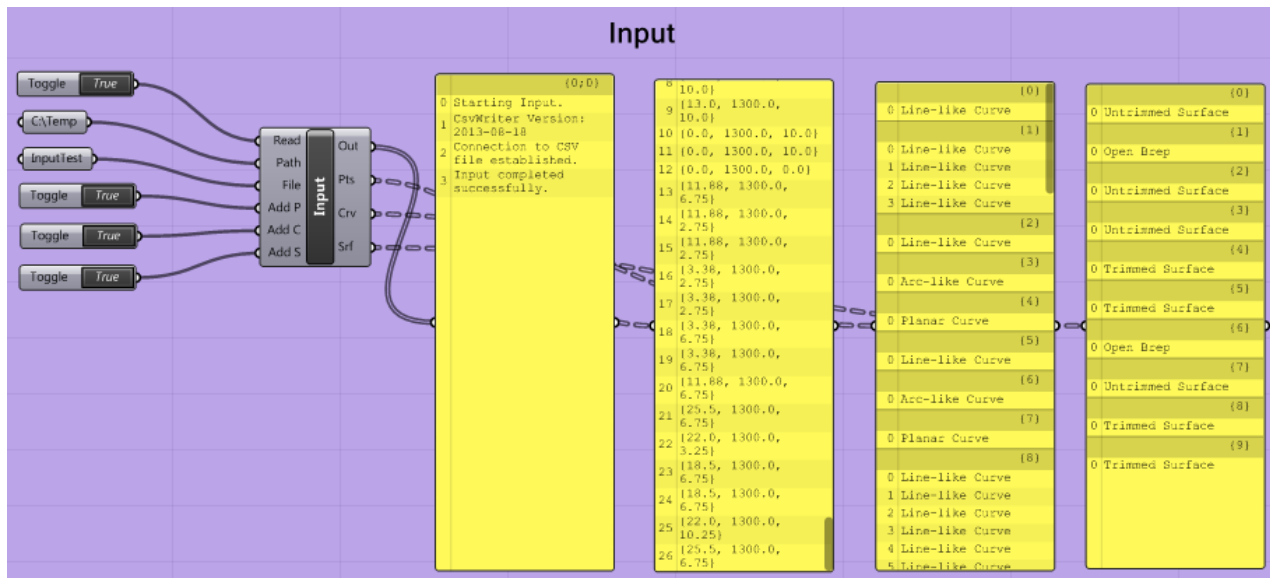 Input
Toggle True
C:\Temp
InputTest
Toggle True
Toggle True
Toggle True
Read
Path
File
Add P
Add C
Add S
Input
Out
Pts
Crv
Srf
{0;0}
0 Starting Input.
1 CsvWriter Version:
2013-08-18
2 Connection to CSV
file established.
3 Input completed
successfully.
8
10.0}
9 {13.0, 1300.0,
10.0}
10 {0.0, 1300.0, 10.0}
11 {0.0, 1300.0, 10.0}
12 {0.0, 1300.0, 0.0}
13 {11.88, 1300.0,
6.75}
14 {11.88, 1300.0,
2.75}
15 {11.88, 1300.0,
2.75}
16 {3.38, 1300.0,
2.75}
17 {3.38, 1300.0,
2.75}
18 {3.38, 1300.0,
6.75}
19 {3.38, 1300.0,
6.75}
20 {11.88, 1300.0,
6.75}
21 {25.5, 1300.0,
6.75}
22 {22.0, 1300.0,
3.25}
23 {18.5, 1300.0,
6.75}
24 {18.5, 1300.0,
6.75}
25 {22.0, 1300.0,
10.25}
26 {25.5, 1300.0,
6.75}
{0}
0 Line-like Curve
{1}
0 Line-like Curve
1 Line-like Curve
2 Line-like Curve
3 Line-like Curve
{2}
0 Line-like Curve
{3}
0 Arc-like Curve
{4}
0 Planar Curve
{5}
0 Line-like Curve
{6}
0 Arc-like Curve
{7}
0 Planar Curve
{8}
0 Line-like Curve
1 Line-like Curve
2 Line-like Curve
3 Line-like Curve
4 Line-like Curve
5 Line-like Curve
{0}
0 Untrimmed Surface
{1}
0 Open Brep
{2}
0 Untrimmed Surface
{3}
0 Untrimmed Surface
{4}
0 Trimmed Surface
{5}
0 Trimmed Surface
{6}
0 Open Brep
{7}
0 Untrimmed Surface
{8}
0 Trimmed Surface
{9}
0 Trimmed Surface